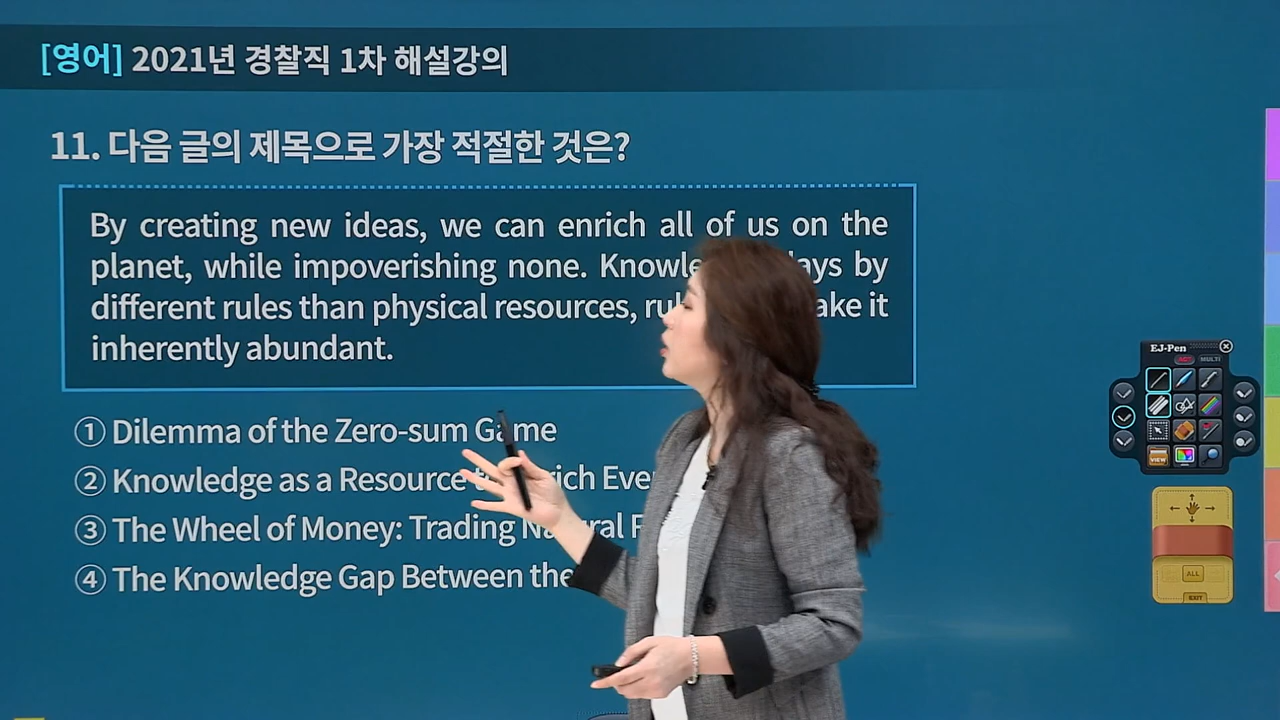 [영어] 2021년 경찰직 1차 해설강의
11. 다음 글의 제목으로 가장 적절한 것은?
By creating new ideas, we can enrich all of us on the
planet, while impoverishing none. by
different rules than physical resources, it
inherently abundant.
① Dilemma of the Zero-sum Game
② Knowledge as a Resource
③ The Wheel of Money: Trading
④ The Knowledge Gap Between the
EJ-Pen
ACT MULTI
VIEW
ALL
EXIT